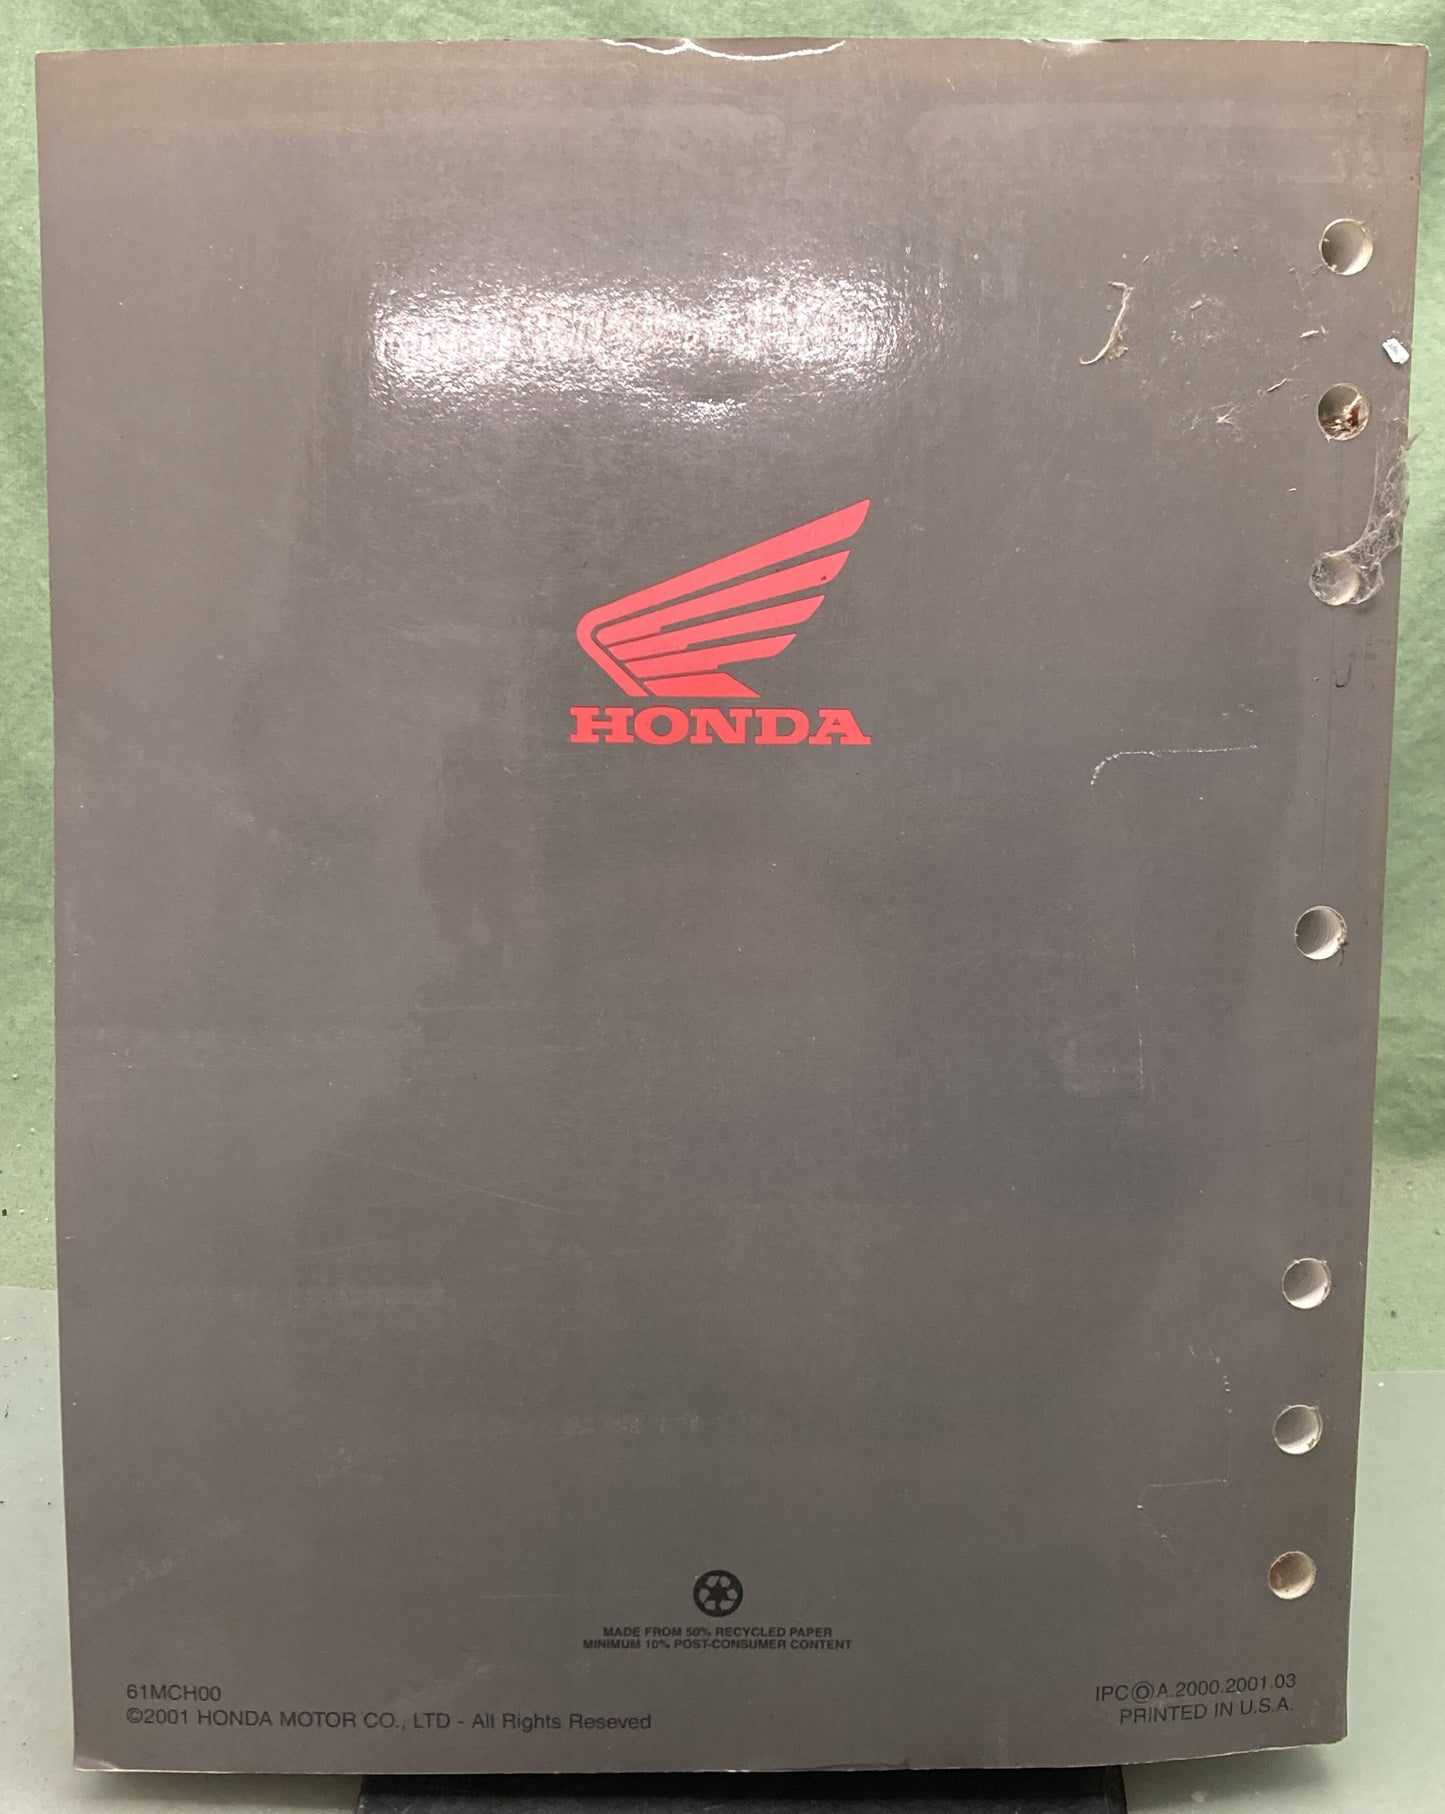 HONDA
MADE FROM 50% RECYCLED PAPER
MINIMUM 10% POST-CONSUMER CONTENT
61MCH00
©2001 HONDA MOTOR CO., LTD - All Rights Reseved
IPCⓄA.2000.2001.03
PRINTED IN U.S.A.